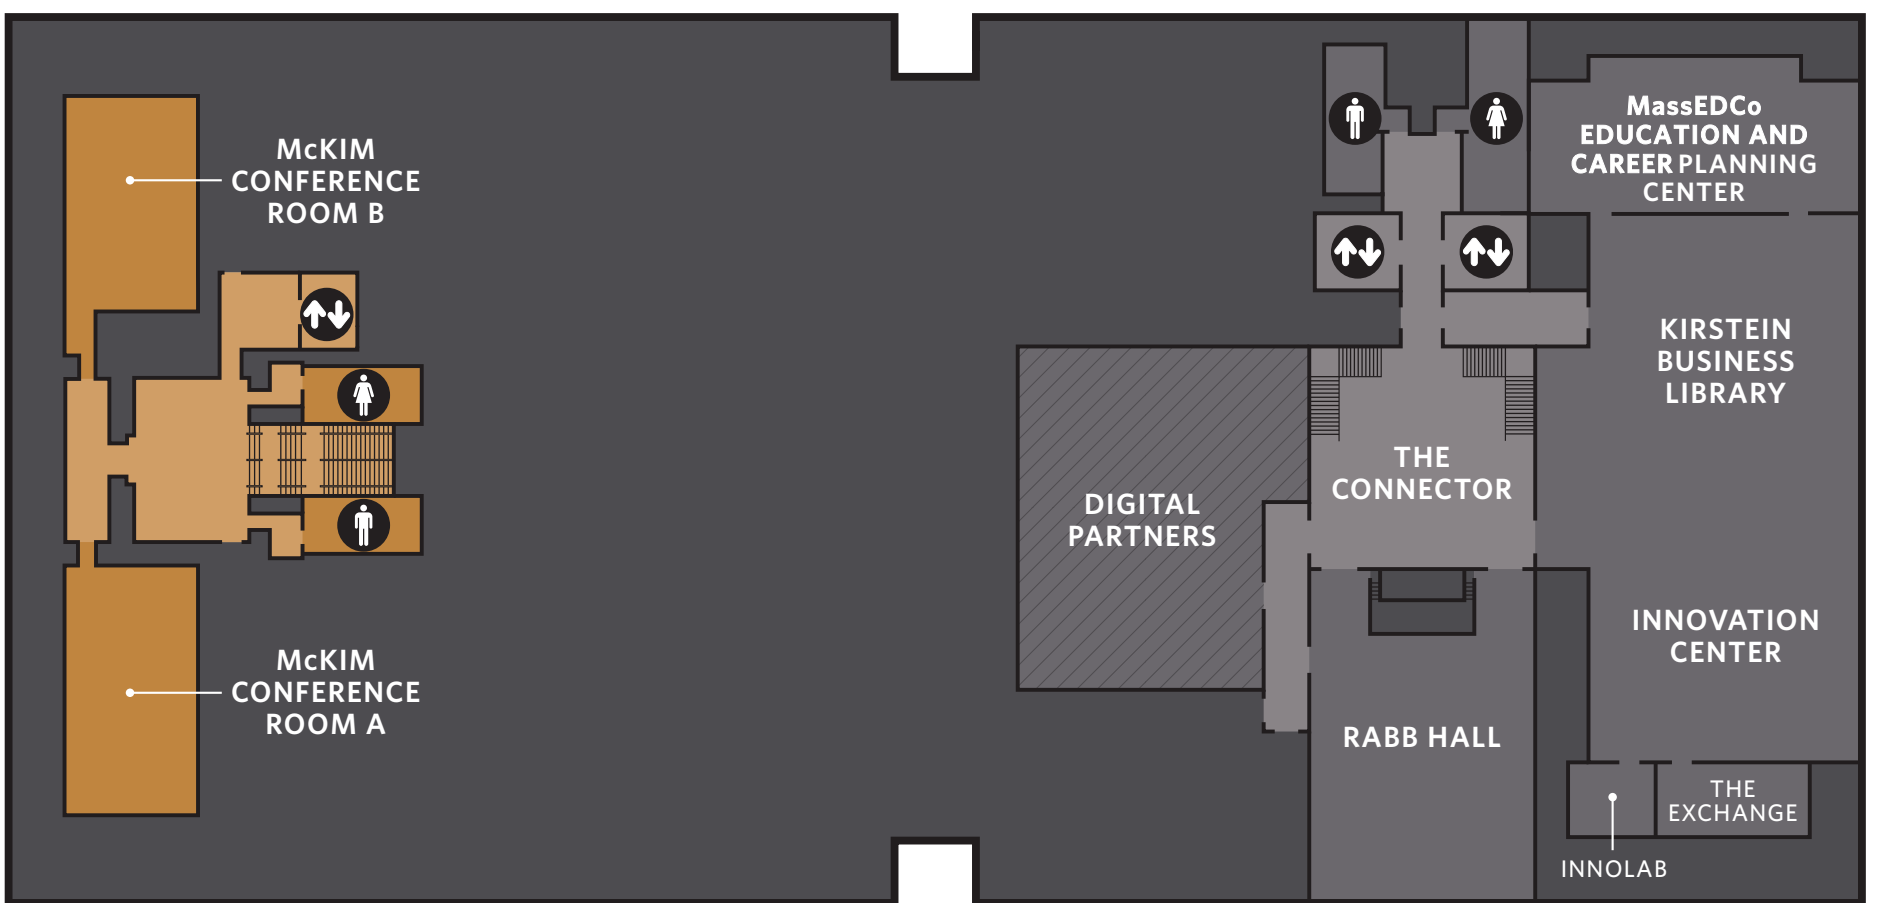 McKIM
CONFERENCE
ROOM B
McKIM
CONFERENCE
ROOM A
DIGITAL
PARTNERS
THE
CONNECTOR
RABB HALL
MassEDCo
EDUCATION AND
CAREER PLANNING
CENTER
KIRSTEIN
BUSINESS
LIBRARY
INNOVATION
CENTER
THE
EXCHANGE
INNOLAB